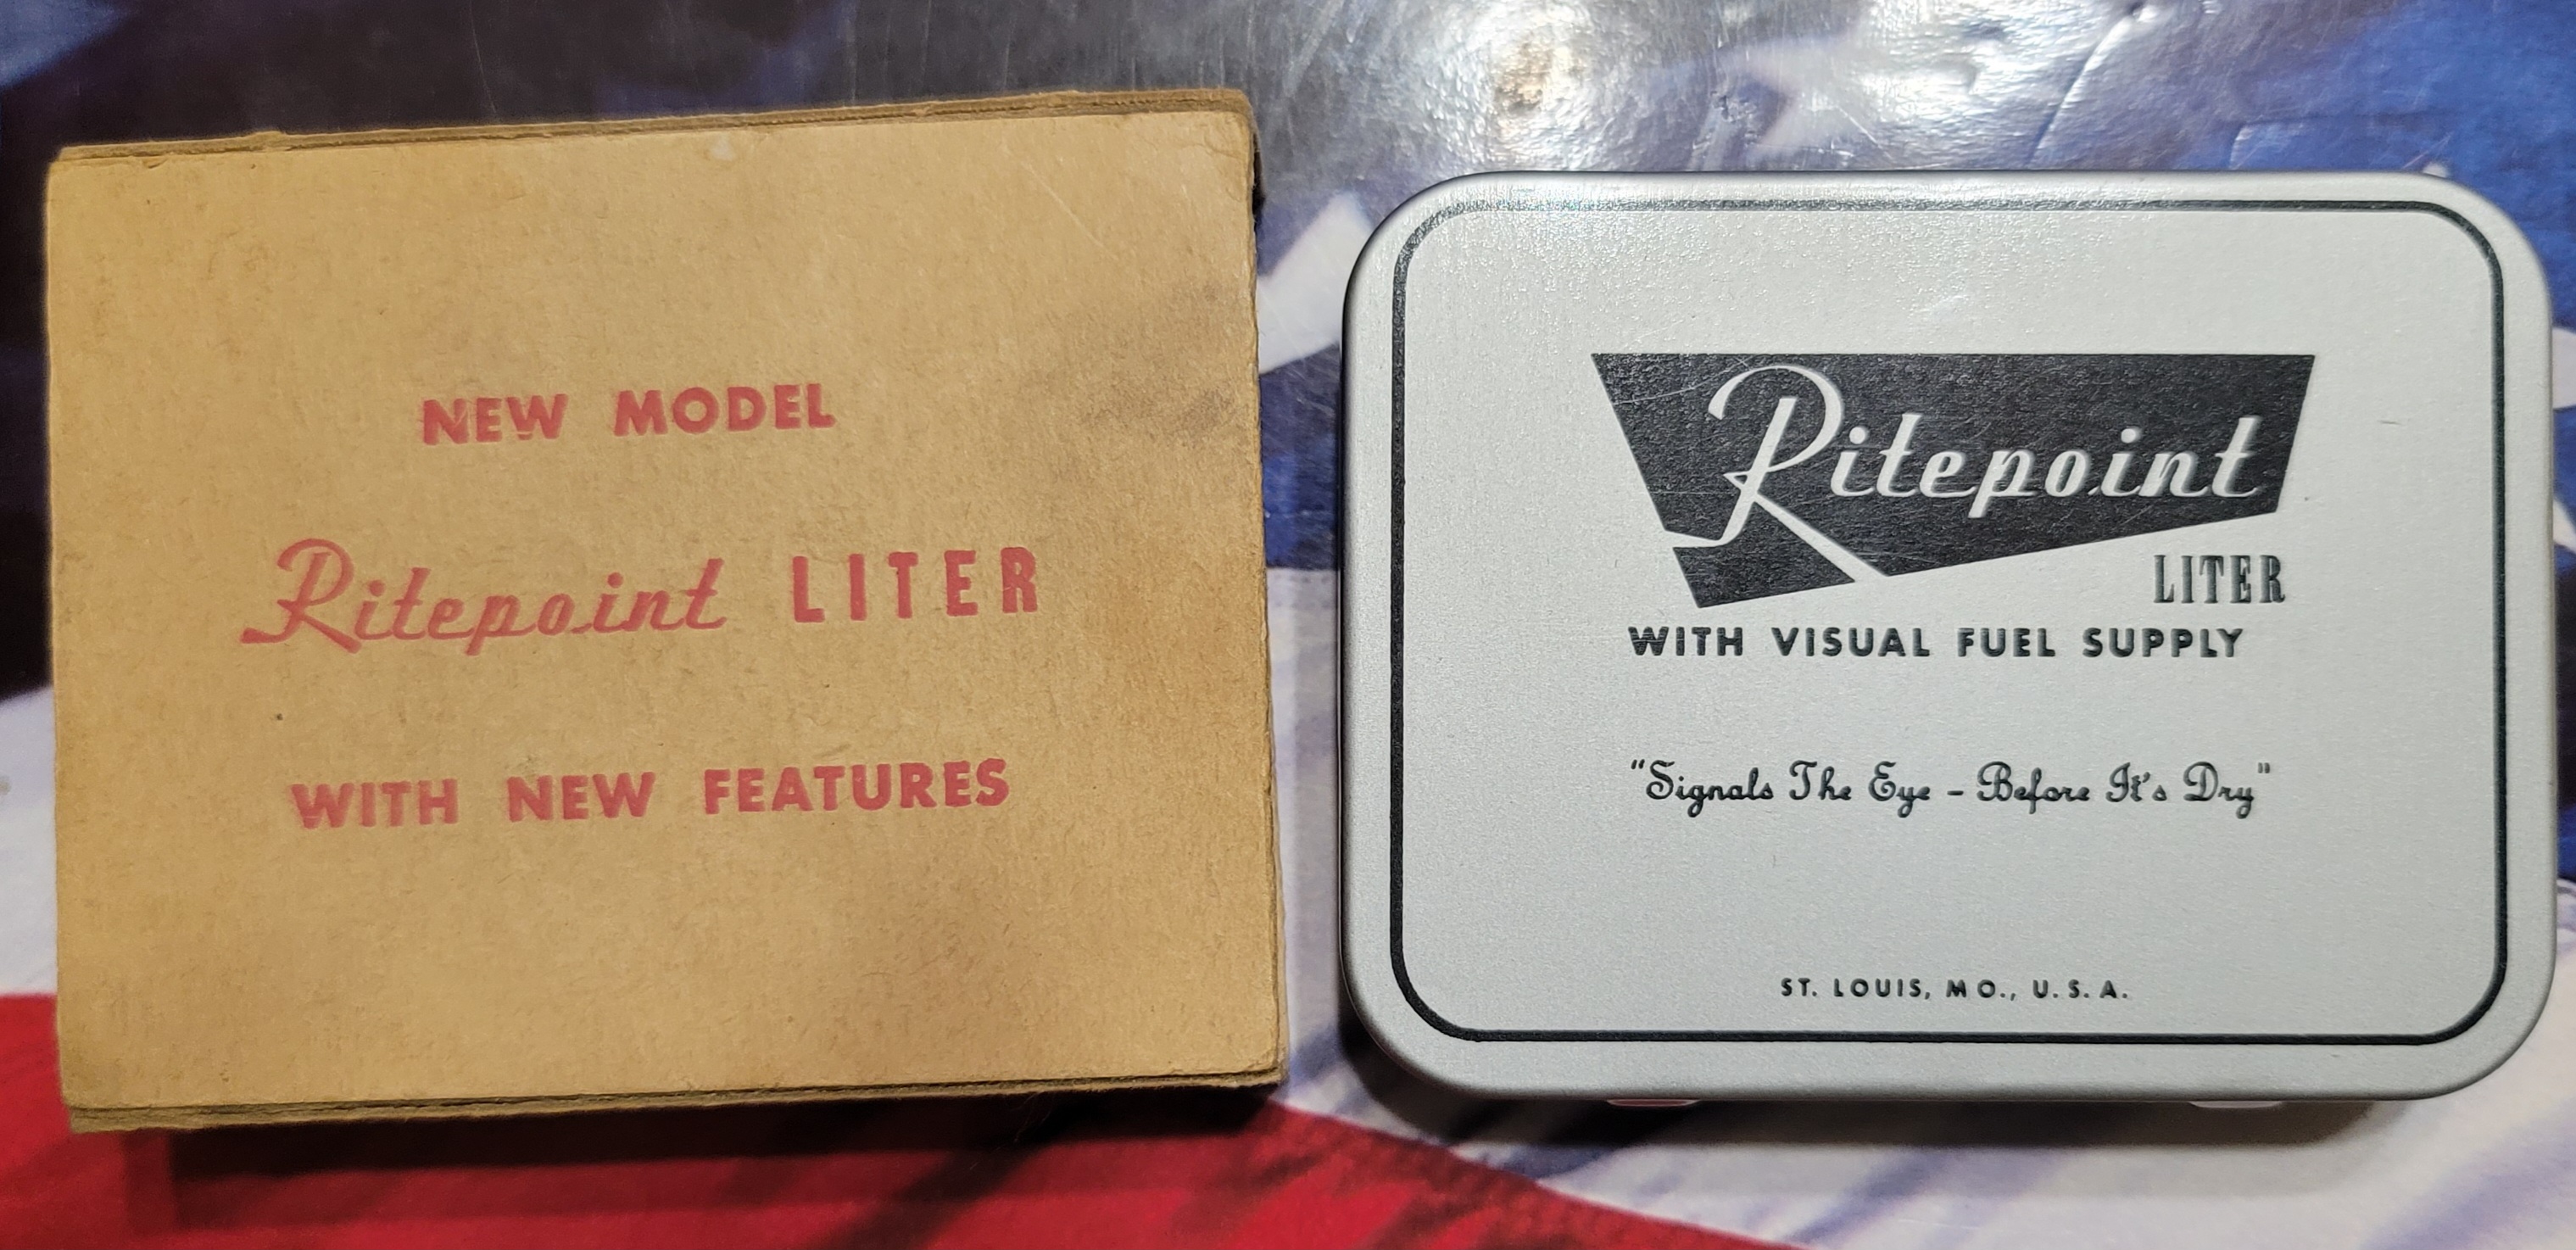 NEW MODEL
Ritepoint LITER
WITH NEW FEATURES
Ritepoint
LITER
WITH VISUAL FUEL SUPPLY
"Signals The Eye - Before It's Dry"
ST. LOUIS, MO., U.S.A.